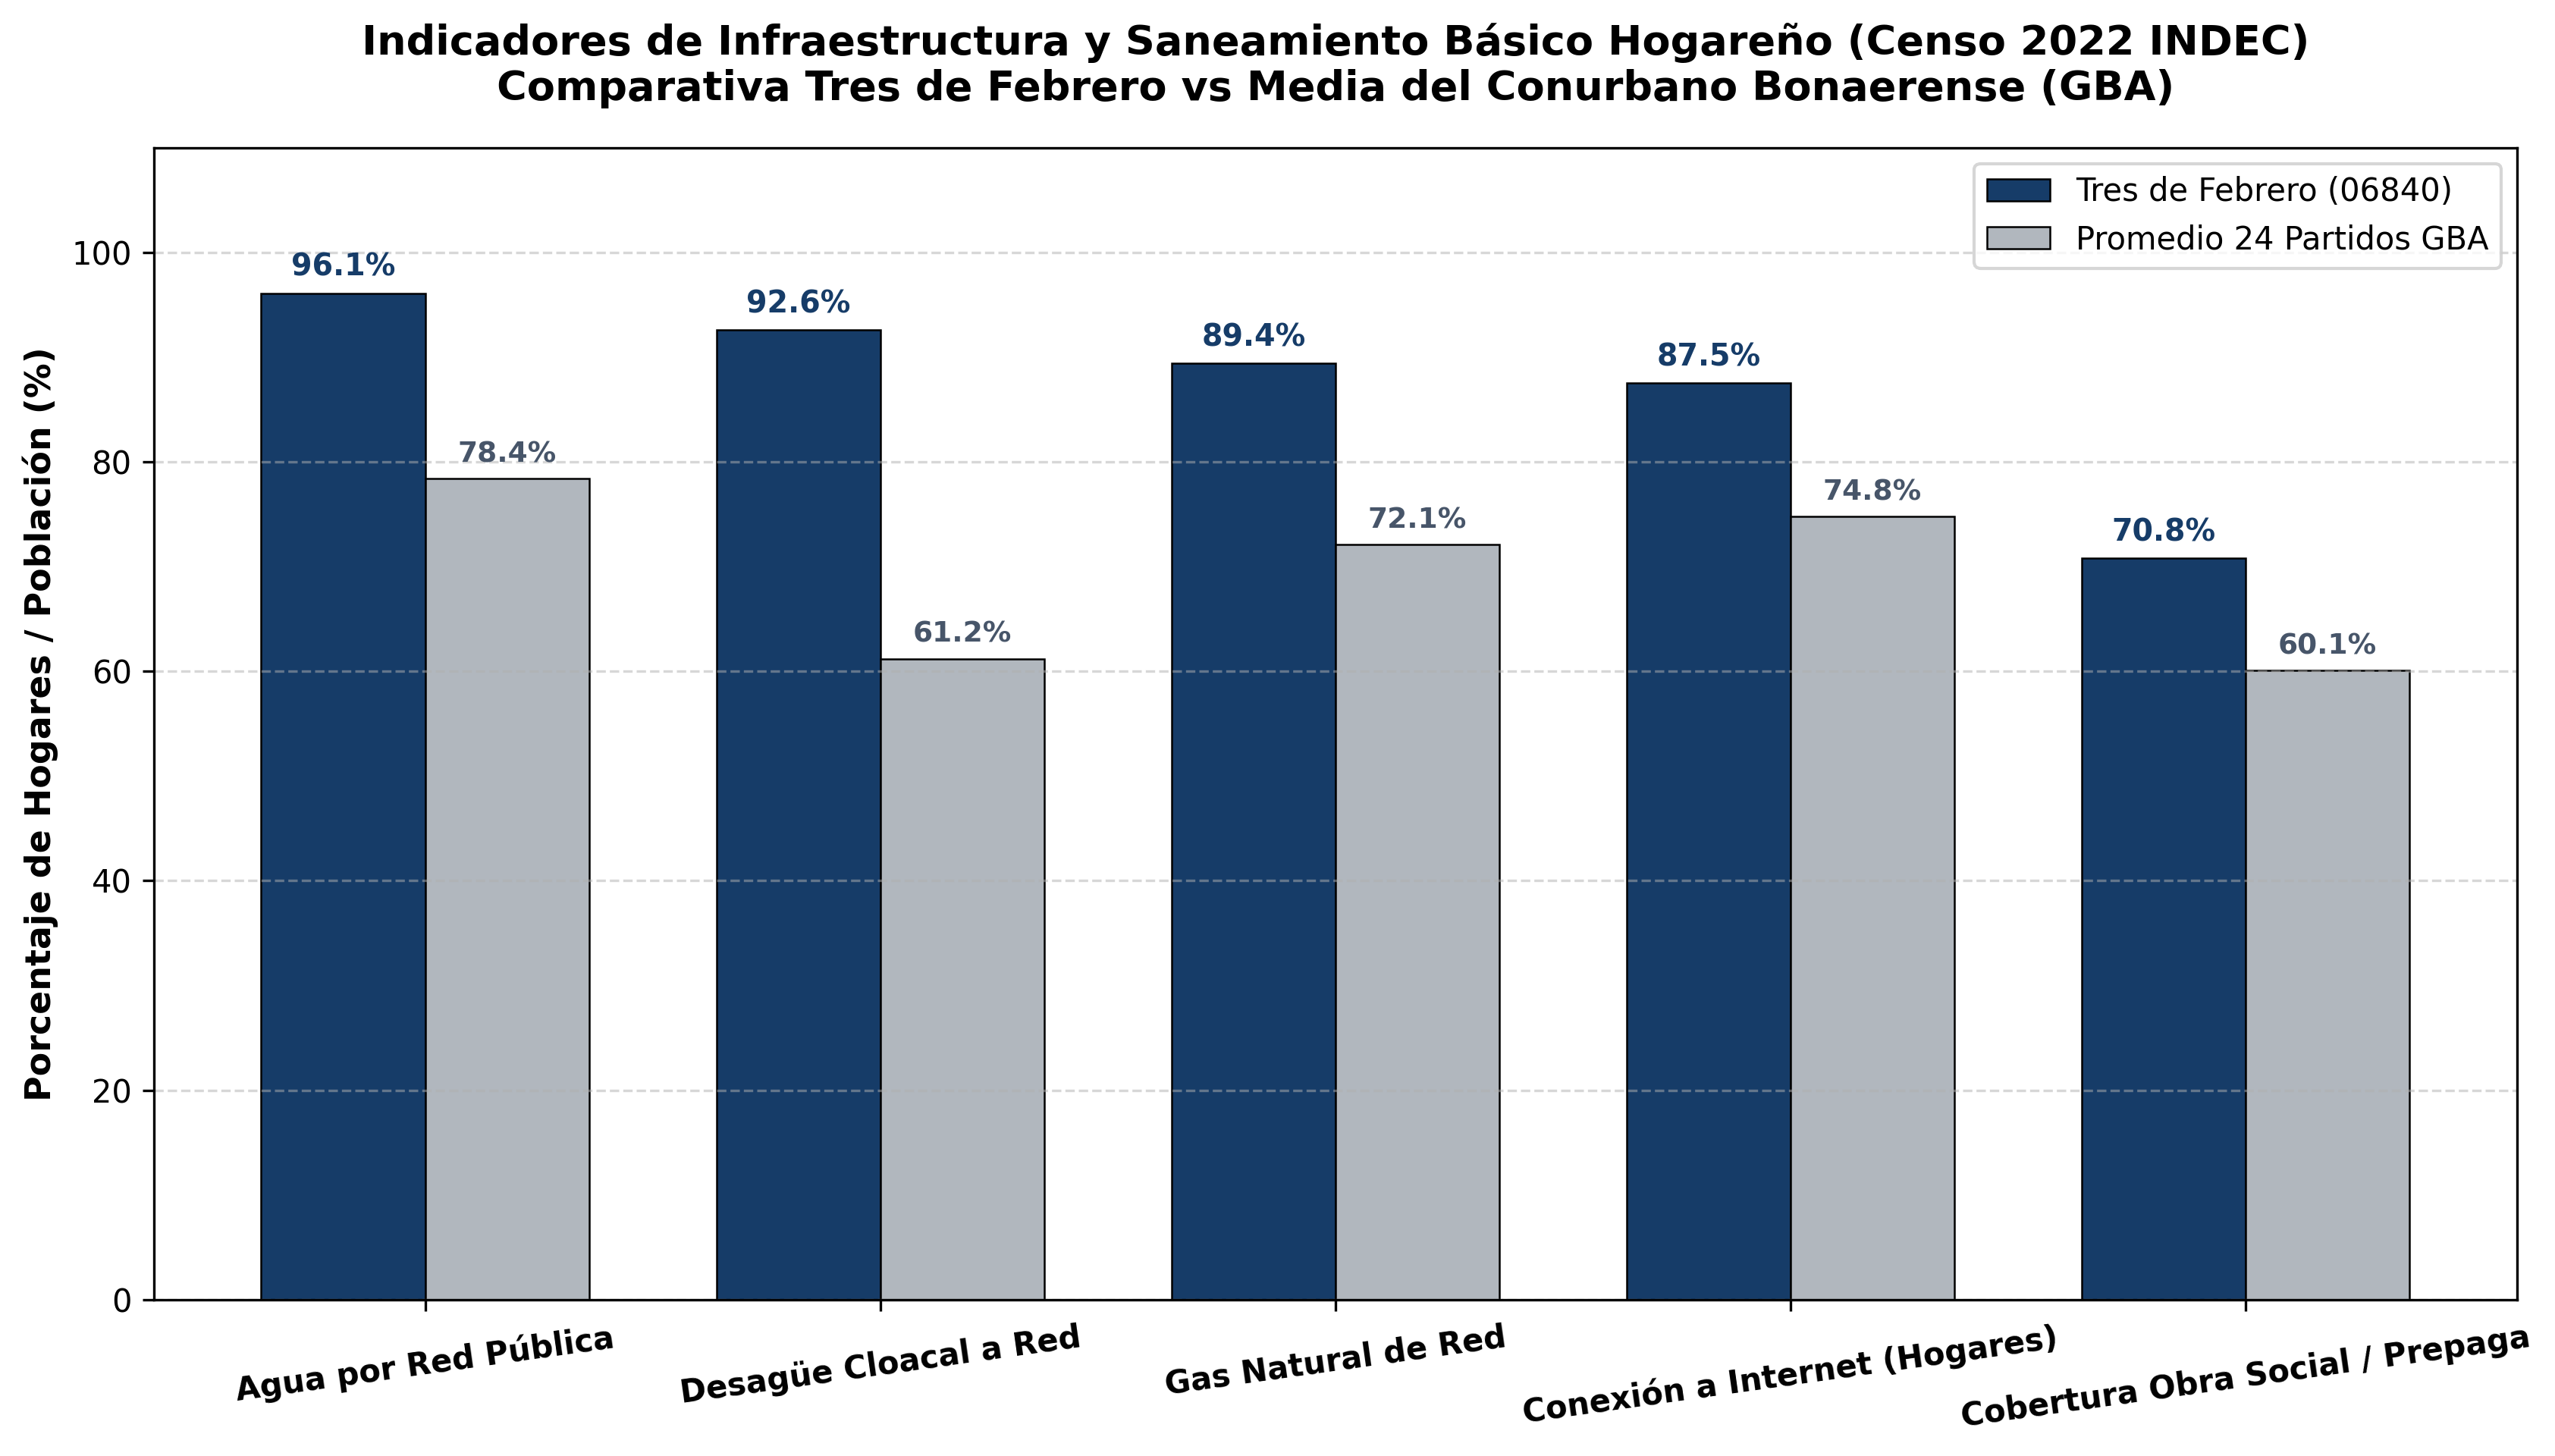 Indicadores de Infraestructura y Saneamiento Básico Hogareño (Censo 2022 INDEC)
Comparativa Tres de Febrero vs Media del Conurbano Bonaerense (GBA)
Tres de Febrero (06840)
Promedio 24 Partidos GBA
Porcentaje de Hogares / Población (%)
100
80
60
40
20
0
96.1%
78.4%
92.6%
61.2%
89.4%
72.1%
87.5%
74.8%
70.8%
60.1%
Agua por Red Pública
Desagüe Cloacal a Red
Gas Natural de Red
Conexión a Internet (Hogares)
Cobertura Obra Social / Prepaga